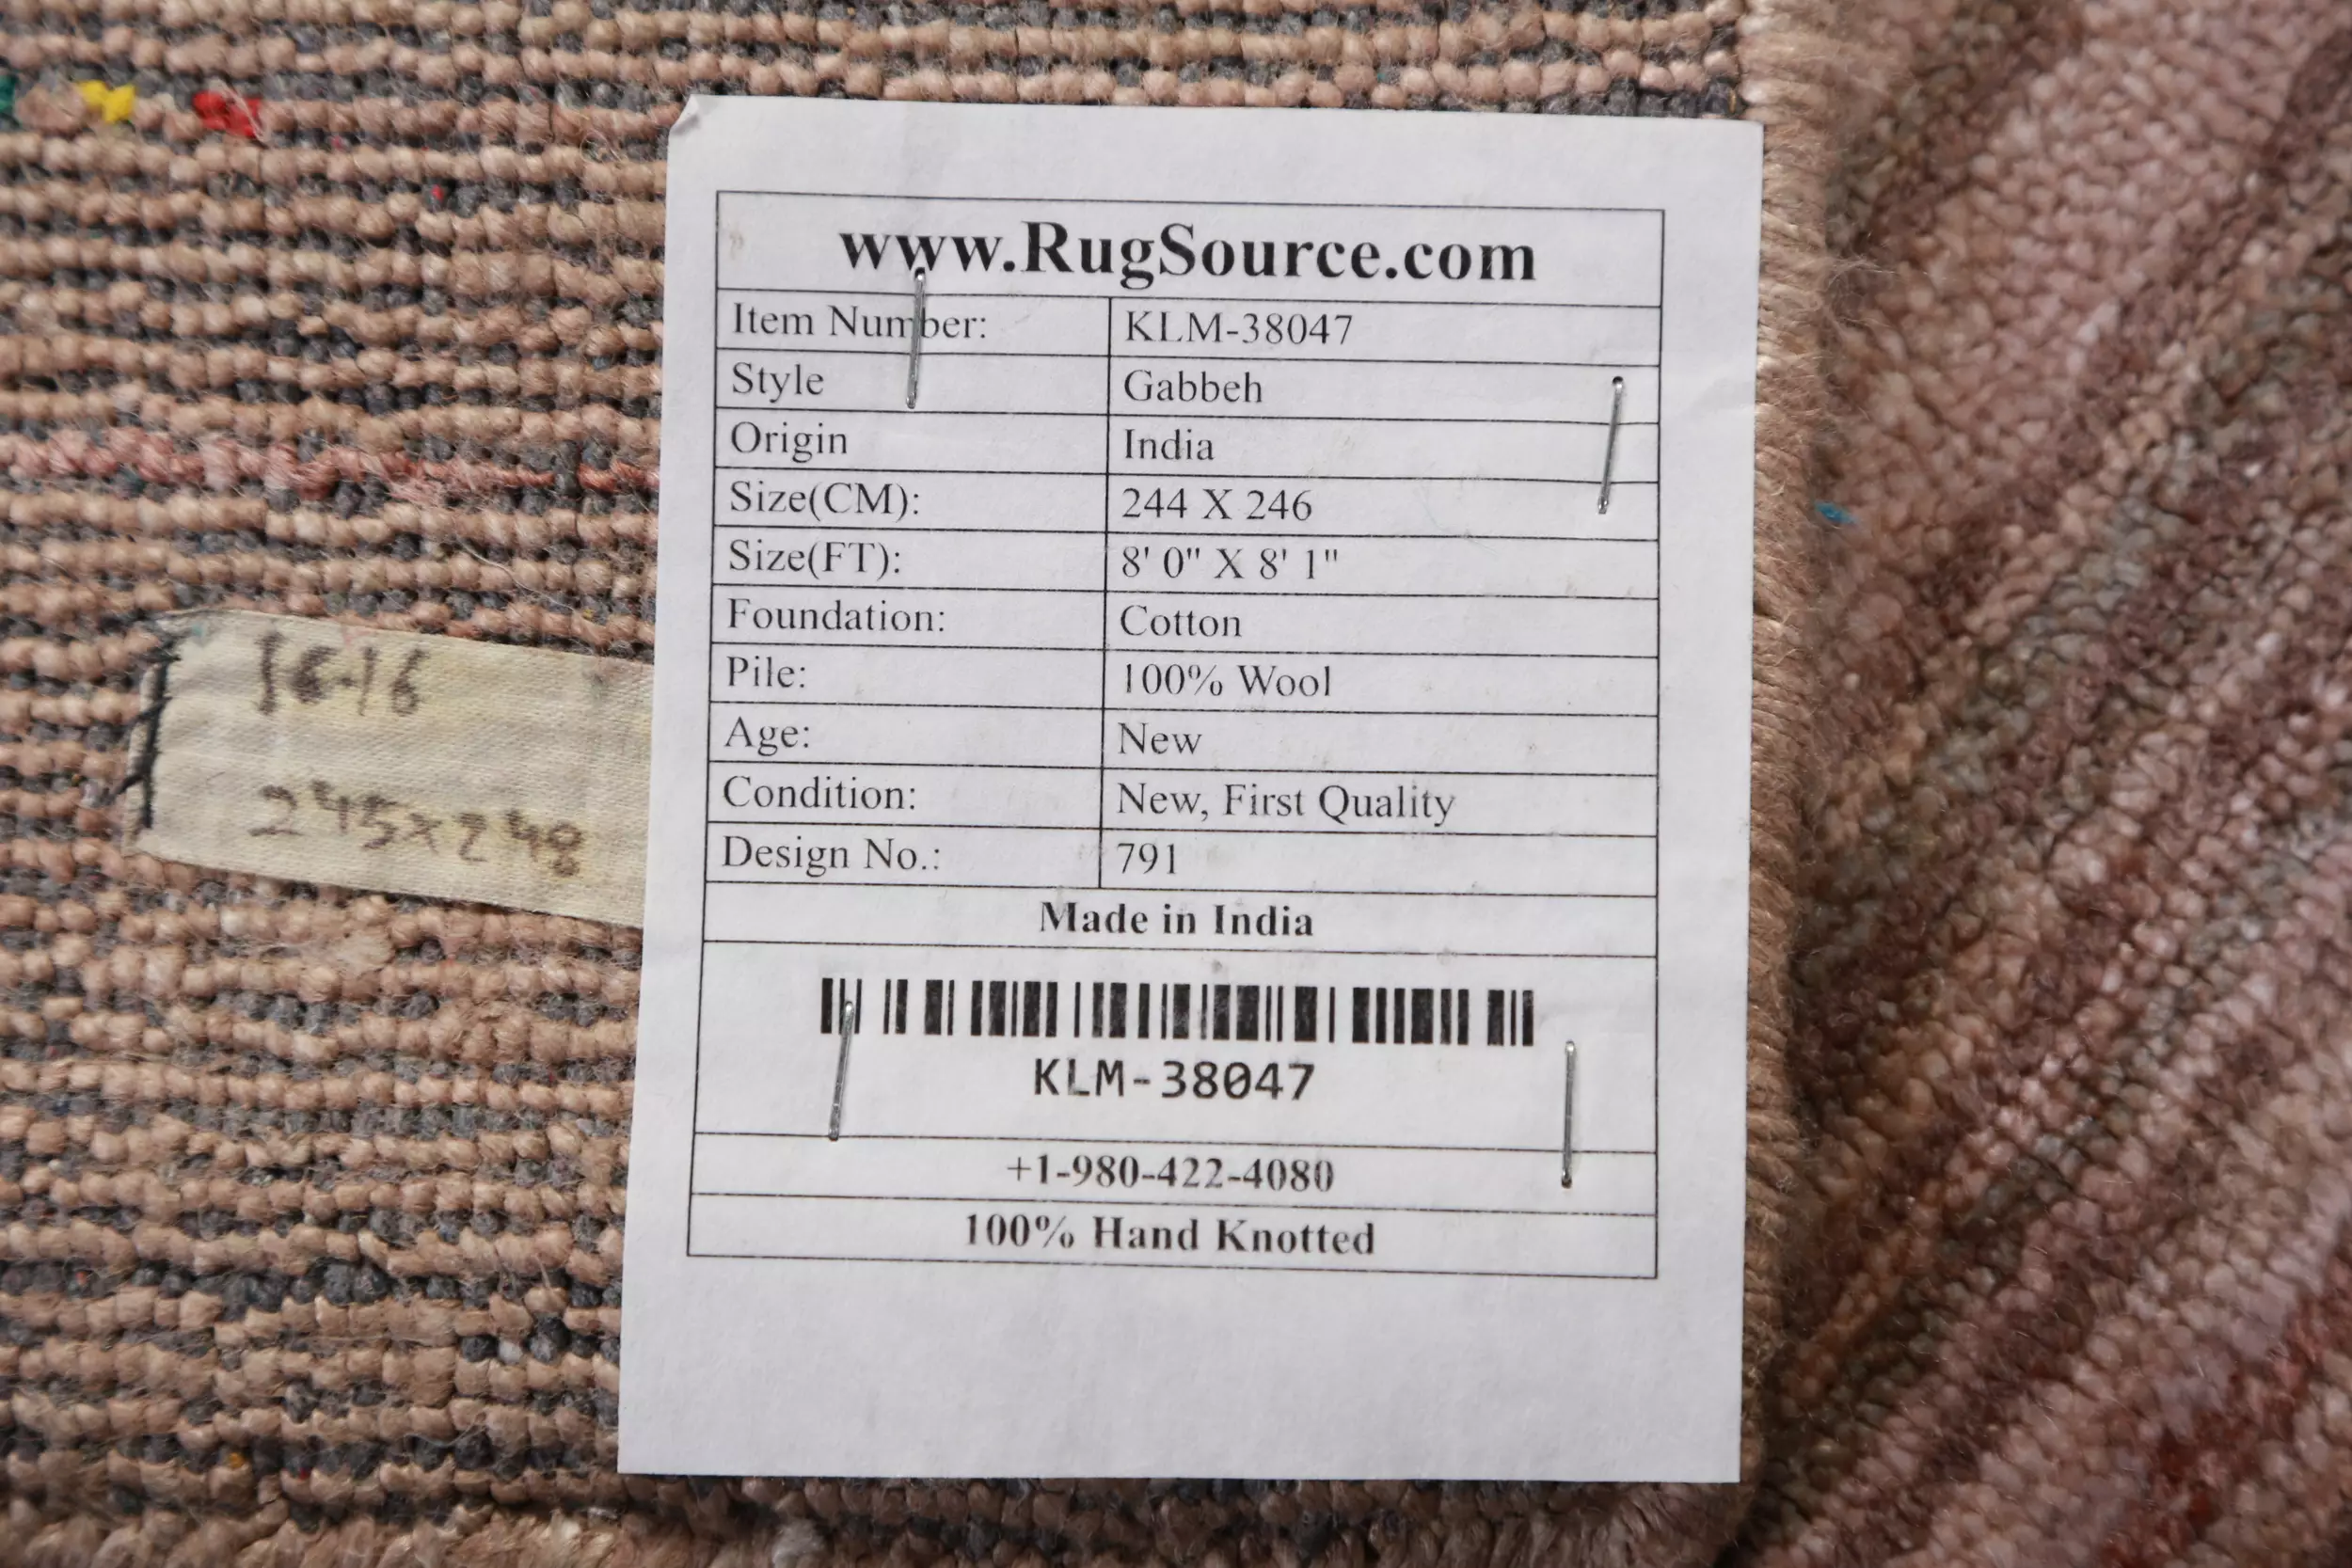 www.RugSource.com
Item Number: KLM-38047
Style Gabbeh
Origin India
Size(CM): 244 X 246
Size(FT): 8' 0" X 8' 1"
Foundation: Cotton
Pile: 100% Wool
Age: New
Condition: New, First Quality
Design No.: 791
Made in India
KLM-38047
+1-980-422-4080
100% Hand Knotted
16-16
245x248